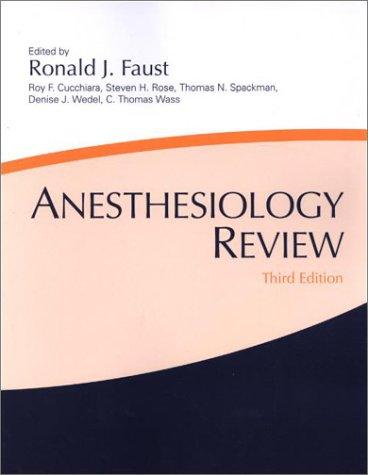 Edited by
Ronald J. Faust
Roy F. Cucchiara, Steven H. Rose, Thomas N. Spackman,
Denise J. Wedel, C. Thomas Wass
ANESTHESIOLOGY
REVIEW
Third Edition